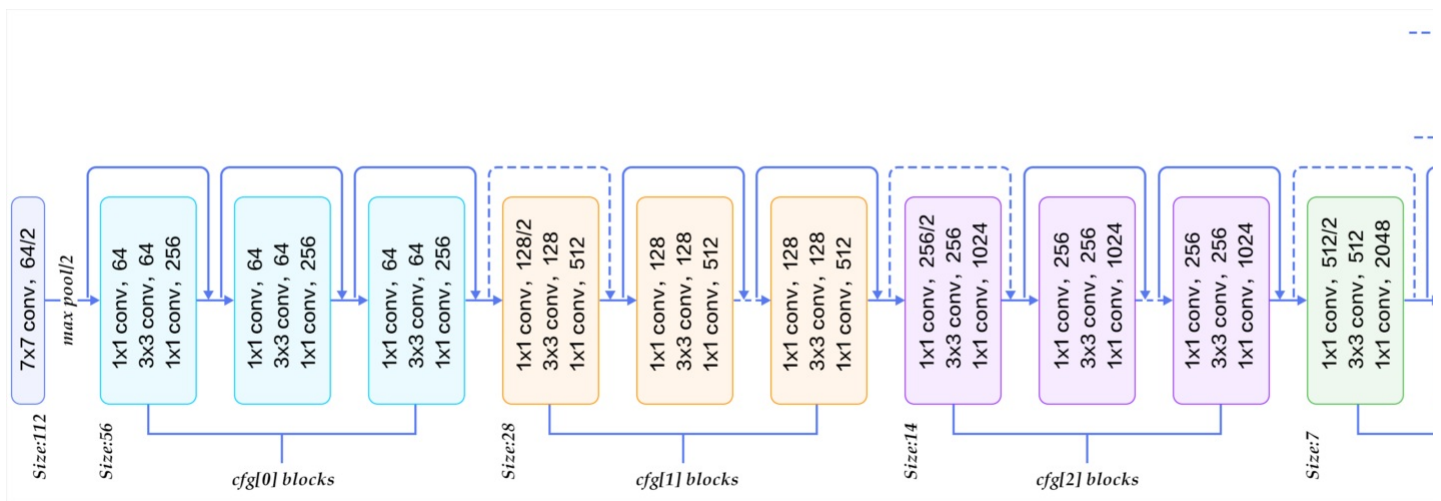 7x7 conv, 64/2
max pool/2
1x1 conv, 64
3x3 conv, 64
1x1 conv, 256
1x1 conv, 64
3x3 conv, 64
1x1 conv, 256
1x1 conv, 64
3x3 conv, 64
1x1 conv, 256
1x1 conv, 128/2
3x3 conv, 128
1x1 conv, 512
1x1 conv, 128
3x3 conv, 128
1x1 conv, 512
1x1 conv, 128
3x3 conv, 128
1x1 conv, 512
1x1 conv, 256/2
3x3 conv, 256
1x1 conv, 1024
1x1 conv, 256
3x3 conv, 256
1x1 conv, 1024
1x1 conv, 256
3x3 conv, 256
1x1 conv, 1024
1x1 conv, 512/2
3x3 conv, 512
1x1 conv, 2048
Size:112
Size:56
Size:28
Size:14
Size:7
cfg[0] blocks
cfg[1] blocks
cfg[2] blocks